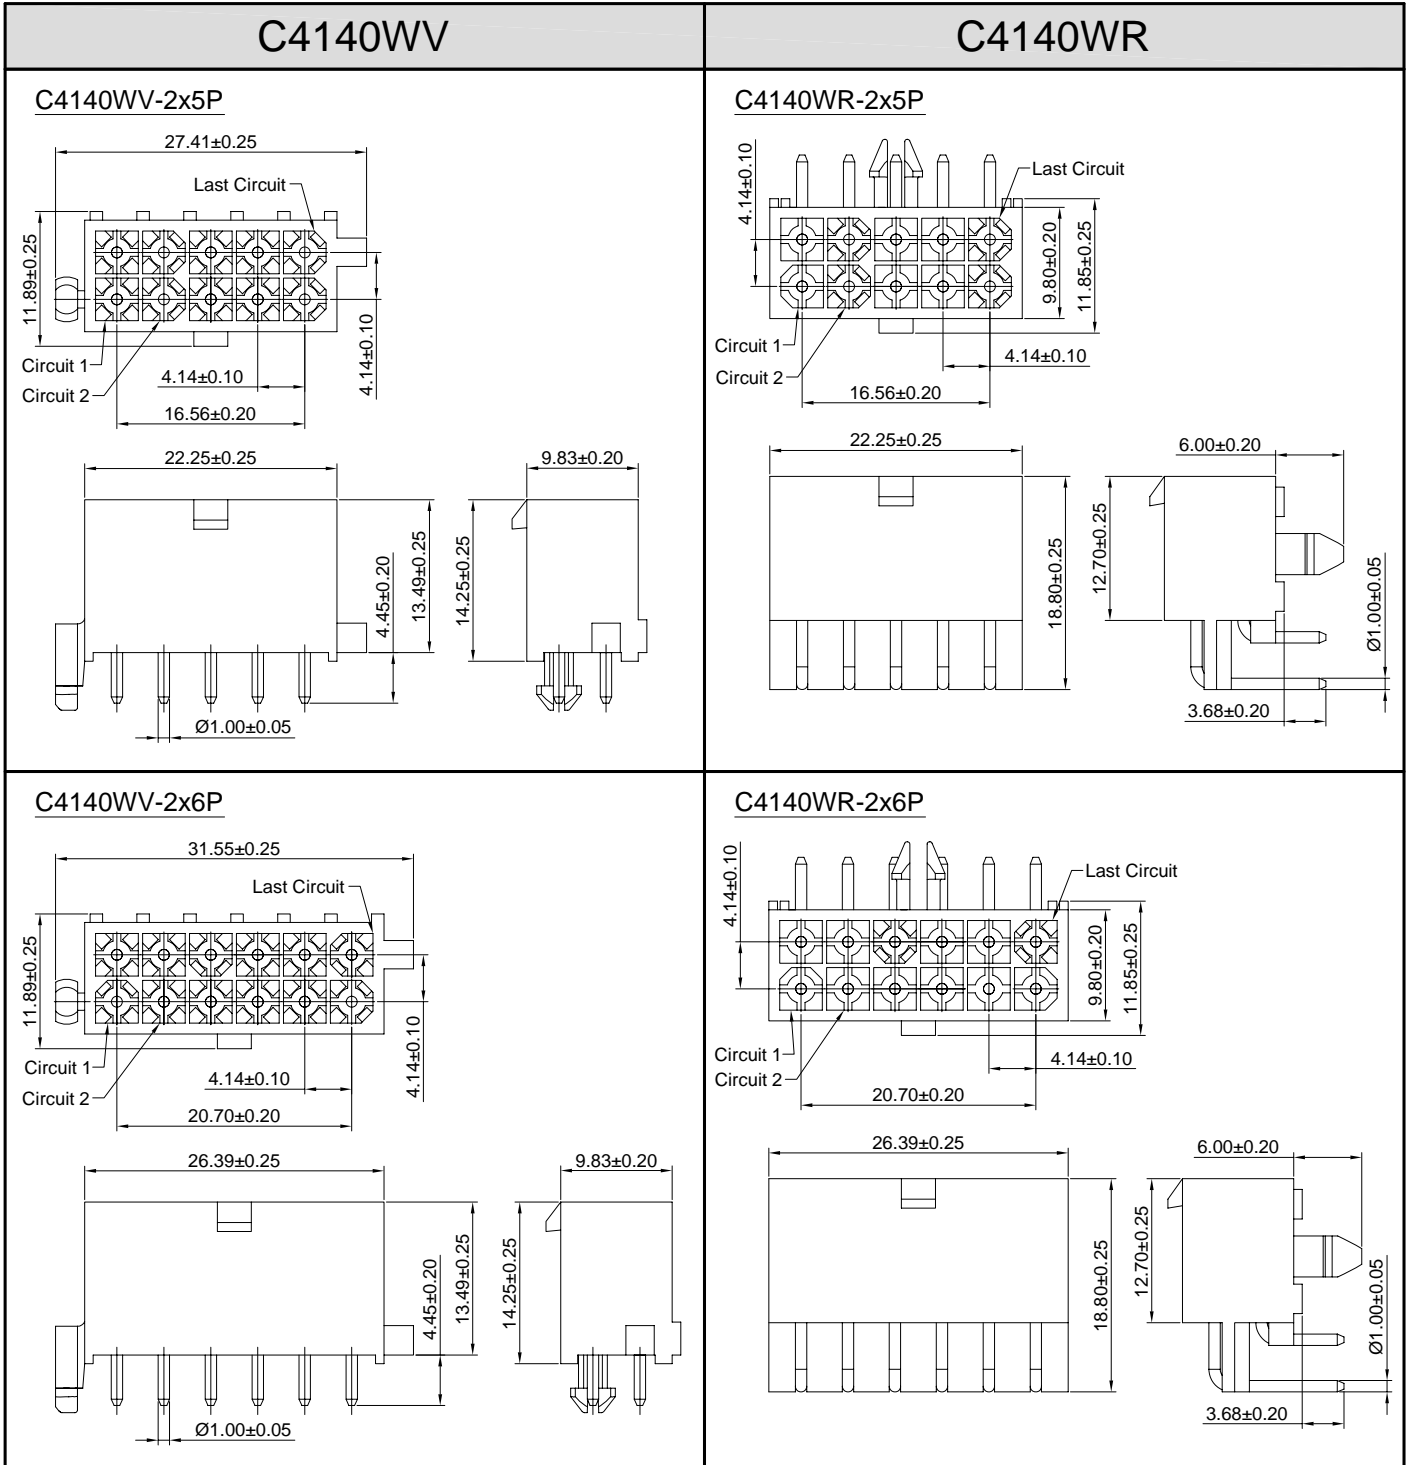 C4140WV
C4140WR
C4140WV-2x5P
27.41±0.25
Last Circuit
11.89±0.25
4.14±0.10
Circuit 1
Circuit 2
4.14±0.10
16.56±0.20
22.25±0.25
9.83±0.20
4.45±0.20
13.49±0.25
14.25±0.25
Ø1.00±0.05
C4140WR-2x5P
4.14±0.10
Last Circuit
9.80±0.20
11.85±0.25
Circuit 1
Circuit 2
4.14±0.10
16.56±0.20
22.25±0.25
6.00±0.20
18.80±0.25
12.70±0.25
Ø1.00±0.05
3.68±0.20
C4140WV-2x6P
31.55±0.25
Last Circuit
11.89±0.25
4.14±0.10
Circuit 1
Circuit 2
4.14±0.10
20.70±0.20
26.39±0.25
9.83±0.20
4.45±0.20
13.49±0.25
14.25±0.25
Ø1.00±0.05
C4140WR-2x6P
4.14±0.10
Last Circuit
9.80±0.20
11.85±0.25
Circuit 1
Circuit 2
4.14±0.10
20.70±0.20
26.39±0.25
6.00±0.20
18.80±0.25
12.70±0.25
Ø1.00±0.05
3.68±0.20